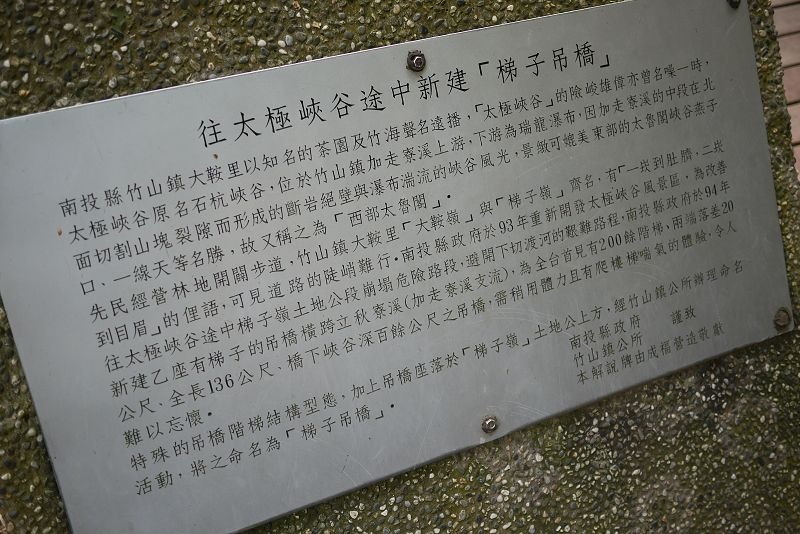 往太極峽谷途中新建「梯子吊橋」
南投縣竹山鎮大鞍里以知名的茶園及竹海聲名遠播，「太極峽谷」的險峻雄偉亦曾名噪一時，
太極峽谷原名石杭峽谷，位於竹山鎮加走寮溪上游，下游為瑞龍瀑布，因加走寮溪的中段在北
面切割山塊裂隙而形成的斷岩絕壁與瀑布湍流的峽谷風光，景緻可媲美東部的太魯閣峽谷燕子
口、一線天等名勝，故又稱之為「西部太魯閣」。
先民經營林地開闢步道，竹山鎮大鞍里「大鞍嶺」與「梯子嶺」齊名，有「一崁到肚臍，二崁
到目眉」的俚語，可見道路的陡峭難行。南投縣政府於93年重新開發太極峽谷風景區，為改善
往太極峽谷途中梯子嶺土地公段崩塌危險路段，避開下切渡河的艱難路程，南投縣政府於94年
新建乙座有梯子的吊橋橫跨立秋寮溪(加走寮溪支流)，為全台首見有200餘階梯、兩端落差20
公尺、全長136公尺、橋下峽谷深百餘公尺之吊橋，需稍用體力且有爬樓梯喘氣的體驗，令人
難以忘懷。
特殊的吊橋階梯結構型態，加上吊橋座落於「梯子嶺」土地公上方，經竹山鎮公所辦理命名
活動，將之命名為「梯子吊橋」。
南投縣政府
竹山鎮公所 謹致
本解說牌由成福營造敬獻